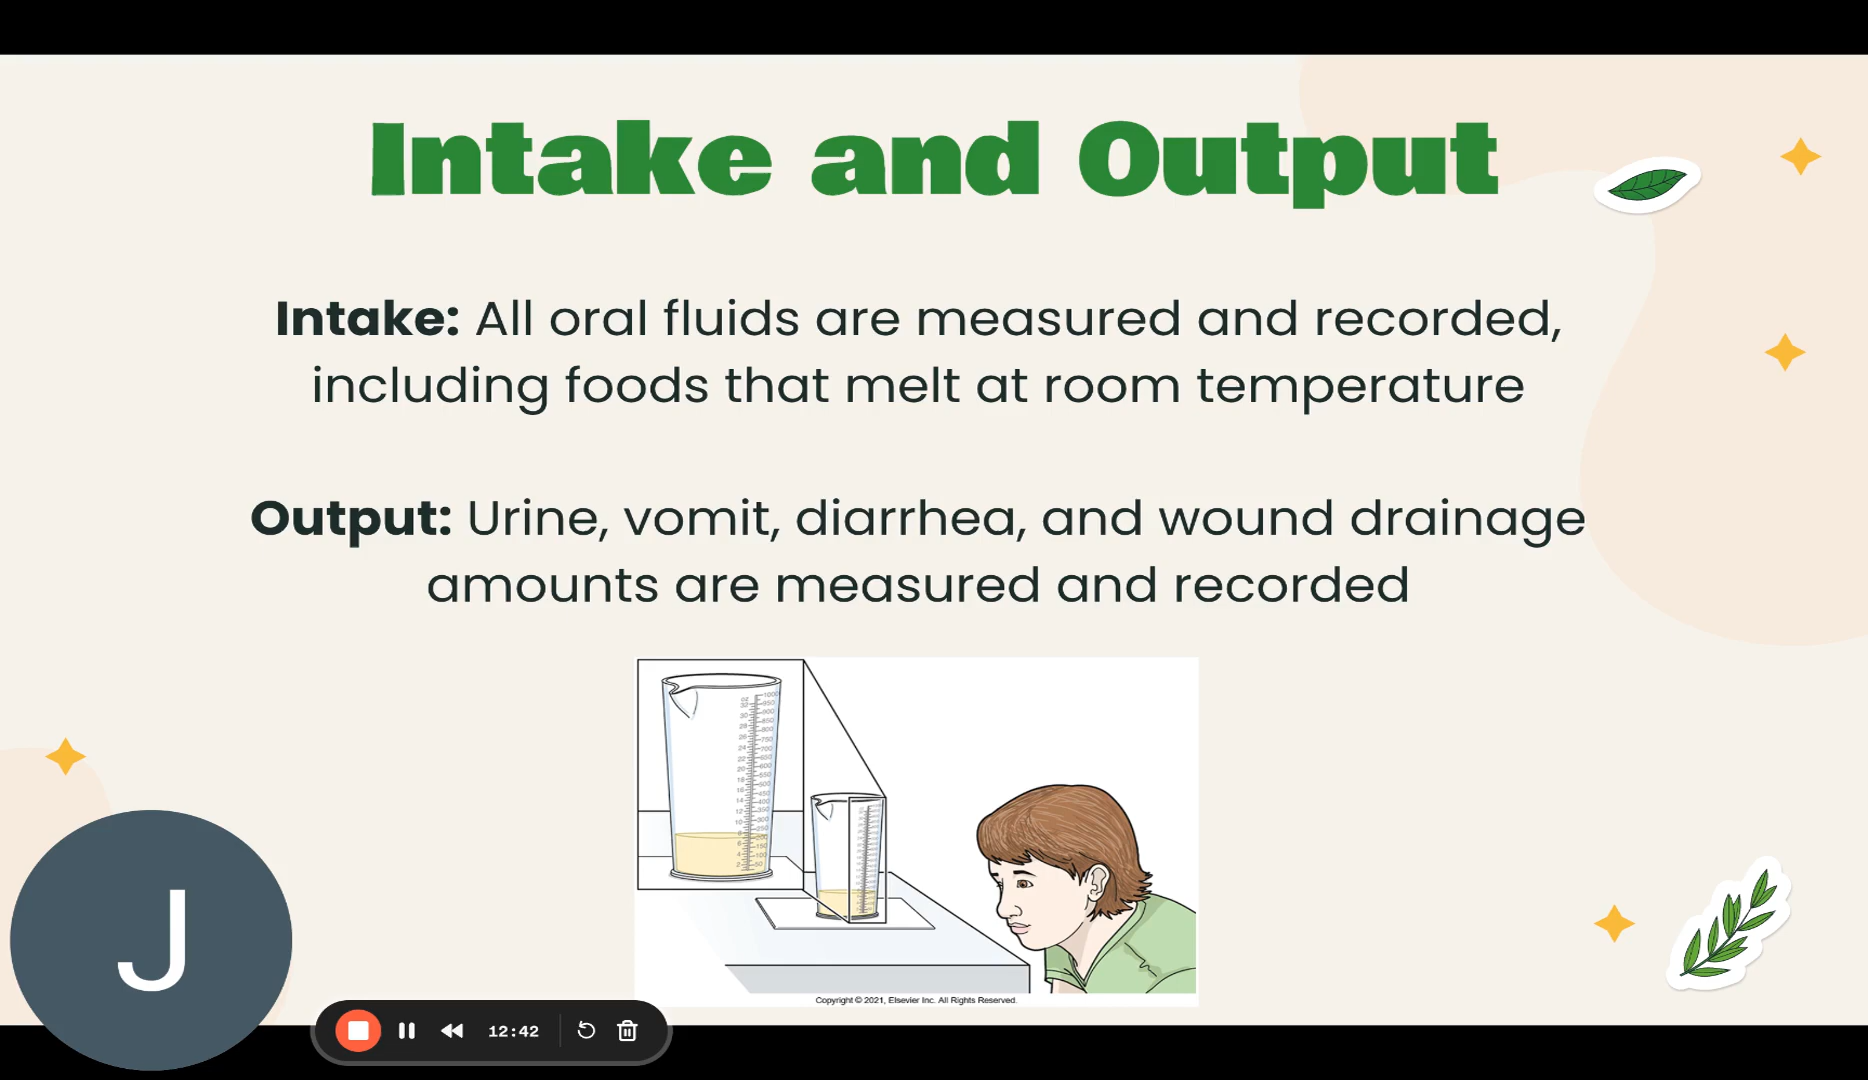 Intake and Output
Intake: All oral fluids are measured and recorded,
including foods that melt at room temperature
Output: Urine, vomit, diarrhea, and wound drainage
amounts are measured and recorded
Copyright © 2021, Elsevier Inc. All Rights Reserved.
J
12:42